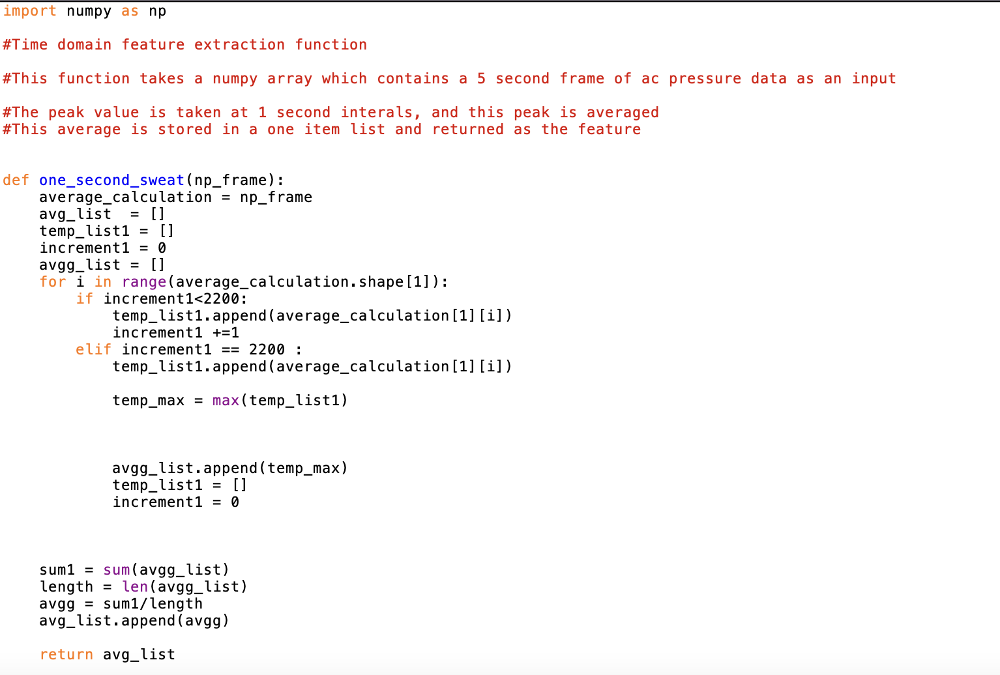 import numpy as np
#Time domain feature extraction function
#This function takes a numpy array which contains a 5 second frame of ac pressure data as an input
#The peak value is taken at 1 second interals, and this peak is averaged
#This average is stored in a one item list and returned as the feature
def one_second_sweat(np_frame):
    average_calculation = np_frame
    avg_list  = []
    temp_list1 = []
    increment1 = 0
    avgg_list = []
    for i in range(average_calculation.shape[1]):
        if increment1<2200:
            temp_list1.append(average_calculation[1][i])
            increment1 +=1
        elif increment1 == 2200 :
            temp_list1.append(average_calculation[1][i])
            temp_max = max(temp_list1)
            avgg_list.append(temp_max)
            temp_list1 = []
            increment1 = 0
    sum1 = sum(avgg_list)
    length = len(avgg_list)
    avgg = sum1/length
    avg_list.append(avgg)
    return avg_list